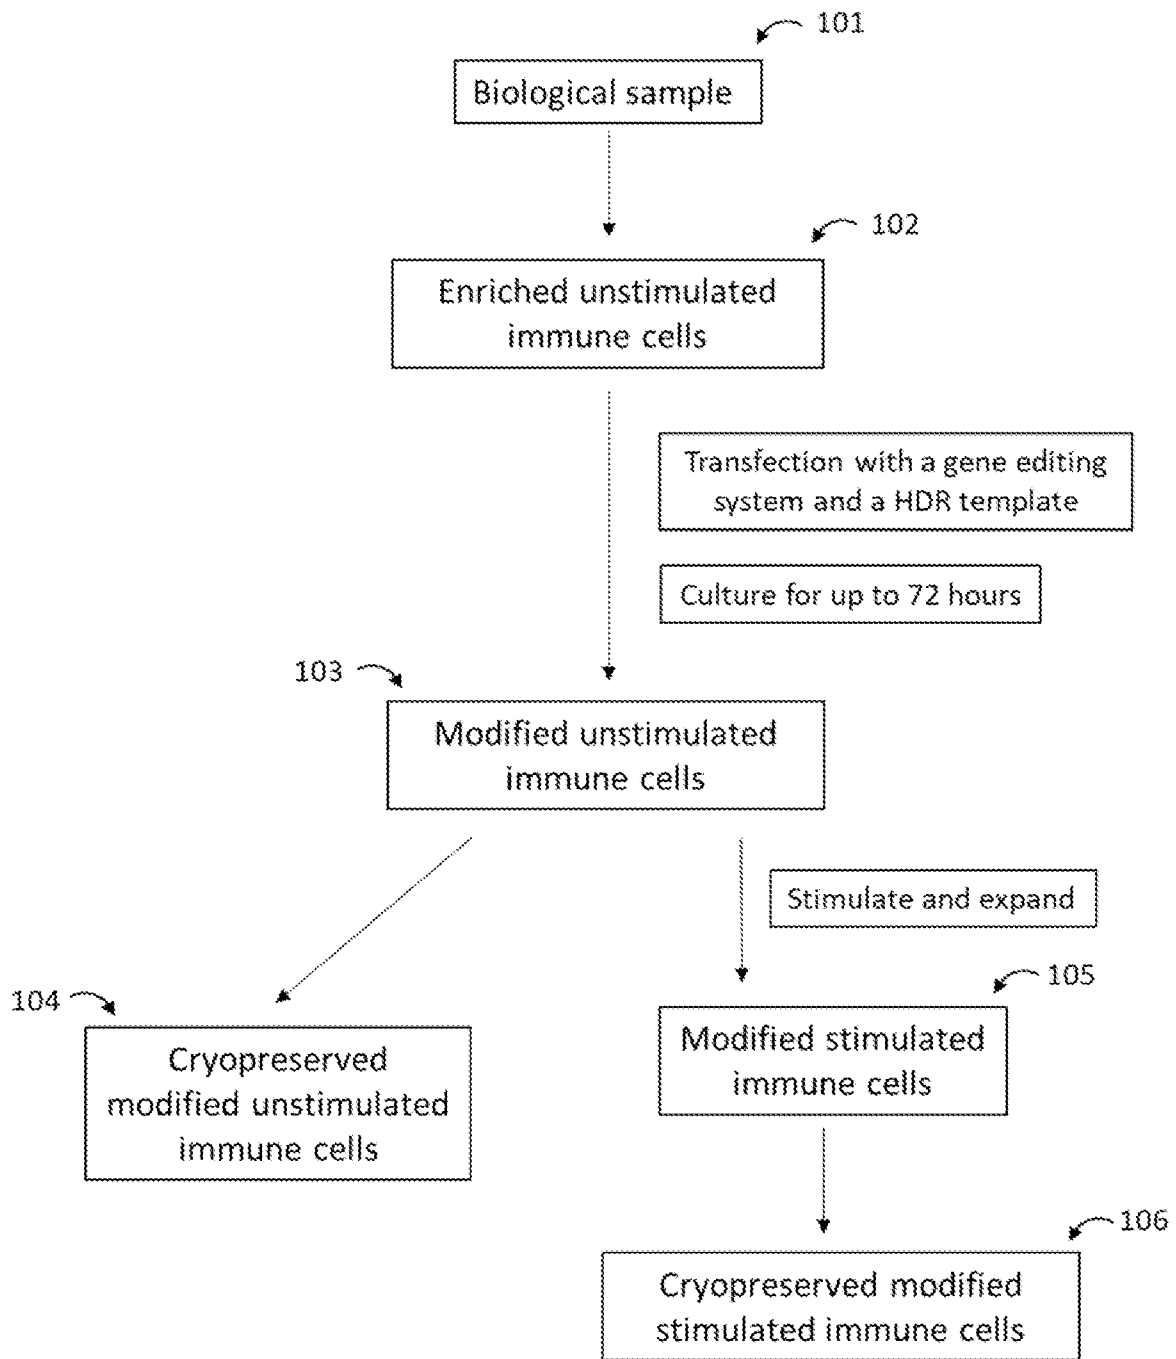 101
Biological sample
102
Enriched unstimulated
immune cells
Transfection with a gene editing
system and a HDR template
Culture for up to 72 hours
103
Modified unstimulated
immune cells
Stimulate and expand
104
Cryopreserved
modified unstimulated
immune cells
105
Modified stimulated
immune cells
106
Cryopreserved modified
stimulated immune cells